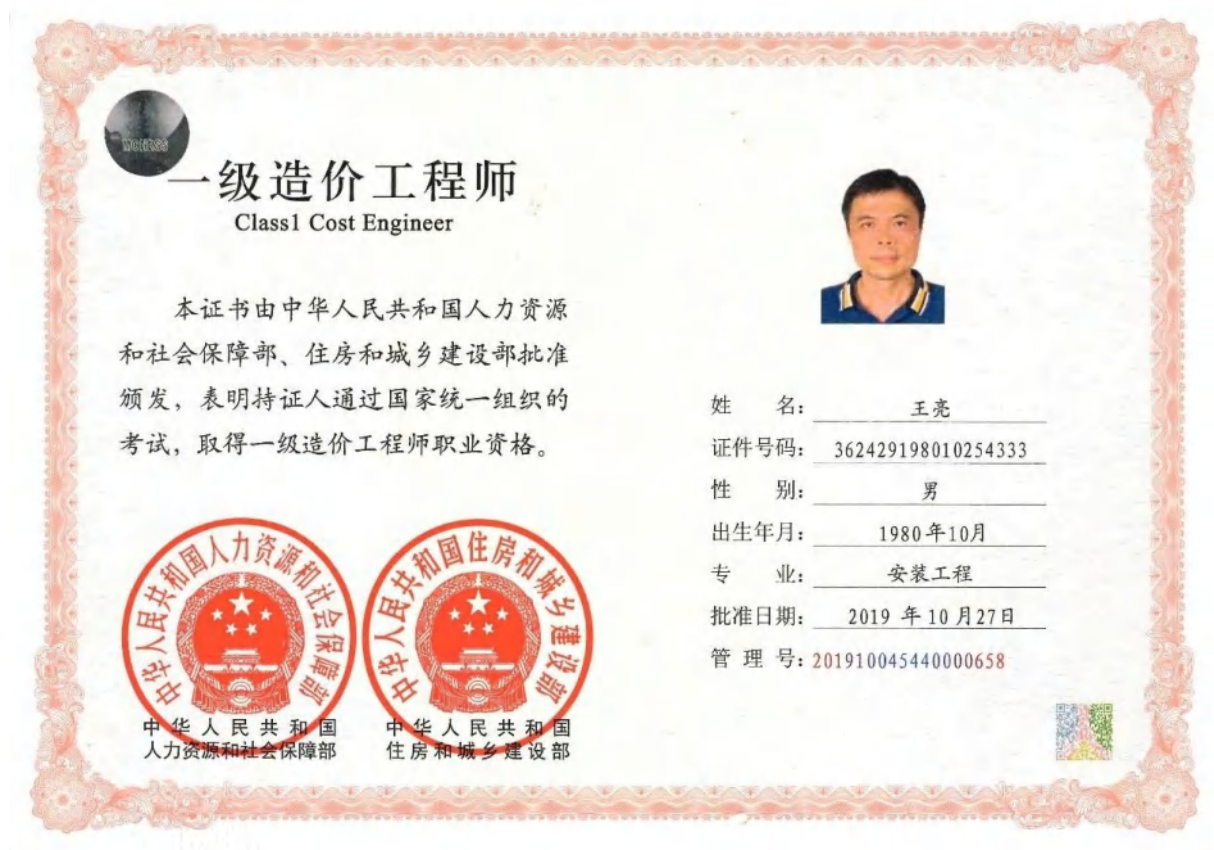 一级造价工程师
Class1 Cost Engineer
本证书由中华人民共和国人力资源
和社会保障部、住房和城乡建设部批准
颁发，表明持证人通过国家统一组织的
考试，取得一级造价工程师职业资格。
中华人民共和国人力资源和社会保障部
中华人民共和国住房和城乡建设部
中华人民共和国
人力资源和社会保障部
中华人民共和国
住房和城乡建设部
姓 名： 王亮
证件号码： 362429198010254333
性 别： 男
出生年月： 1980年10月
专 业： 安装工程
批准日期： 2019 年 10 月27日
管 理 号：201910045440000658